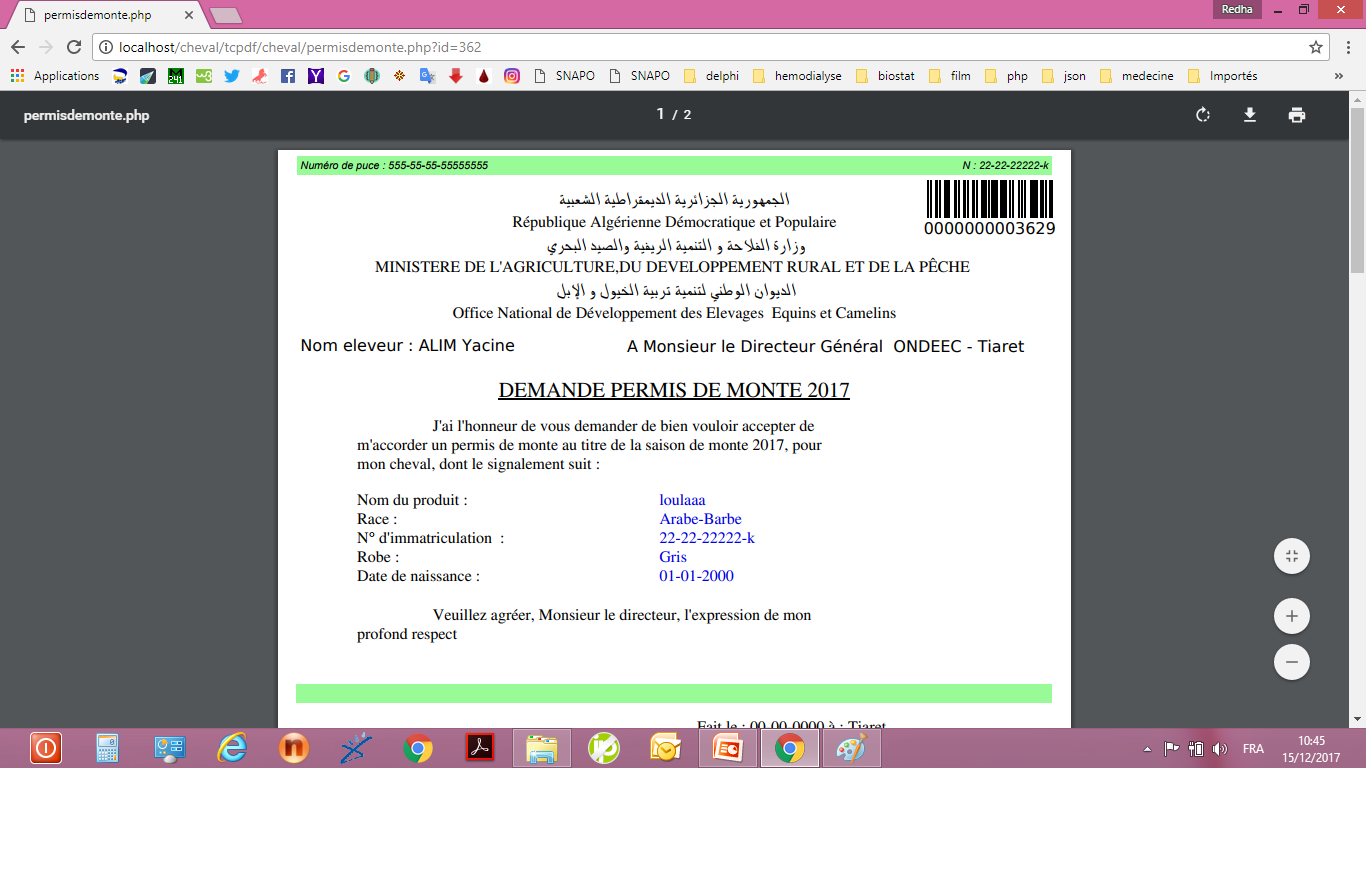 permisdemonte.php
Redha
localhost/cheval/tcpdf/cheval/permisdemonte.php?id=362
Applications
SNAPO
SNAPO
delphi
hemodialyse
biostat
film
php
json
medecine
Importés
»
permisdemonte.php
1 / 2
Numéro de puce : 555-55-55-55555555
N : 22-22-22222-k
الجمهورية الجزائرية الديمقراطية الشعبية
République Algérienne Démocratique et Populaire
0000000003629
وزارة الفلاحة و التنمية الريفية والصيد البحري
MINISTERE DE L'AGRICULTURE,DU DEVELOPPEMENT RURAL ET DE LA PÊCHE
الديوان الوطني لتنمية تربية الخيول و الإبل
Office National de Développement des Elevages Equins et Camelins
Nom eleveur : ALIM Yacine
A Monsieur le Directeur Général ONDEEC - Tiaret
DEMANDE PERMIS DE MONTE 2017
J'ai l'honneur de vous demander de bien vouloir accepter de
m'accorder un permis de monte au titre de la saison de monte 2017, pour
mon cheval, dont le signalement suit :
Nom du produit : loulaaa
Race : Arabe-Barbe
N° d'immatriculation : 22-22-22222-k
Robe : Gris
Date de naissance : 01-01-2000
Veuillez agréer, Monsieur le directeur, l'expression de mon
profond respect
Fait le : 00-00-0000 à : Tiaret
FRA
10:45
15/12/2017